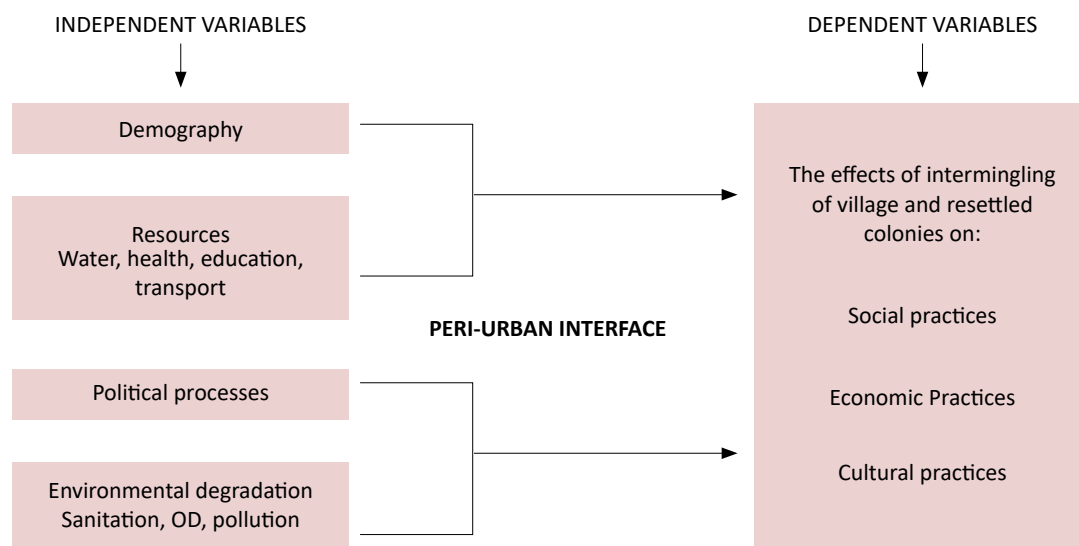 INDEPENDENT VARIABLES
DEPENDENT VARIABLES
Demography
Resources
Water, health, education,
transport
PERI-URBAN INTERFACE
Political processes
Environmental degradation
Sanitation, OD, pollution
The effects of intermingling
of village and resettled
colonies on:
Social practices
Economic Practices
Cultural practices